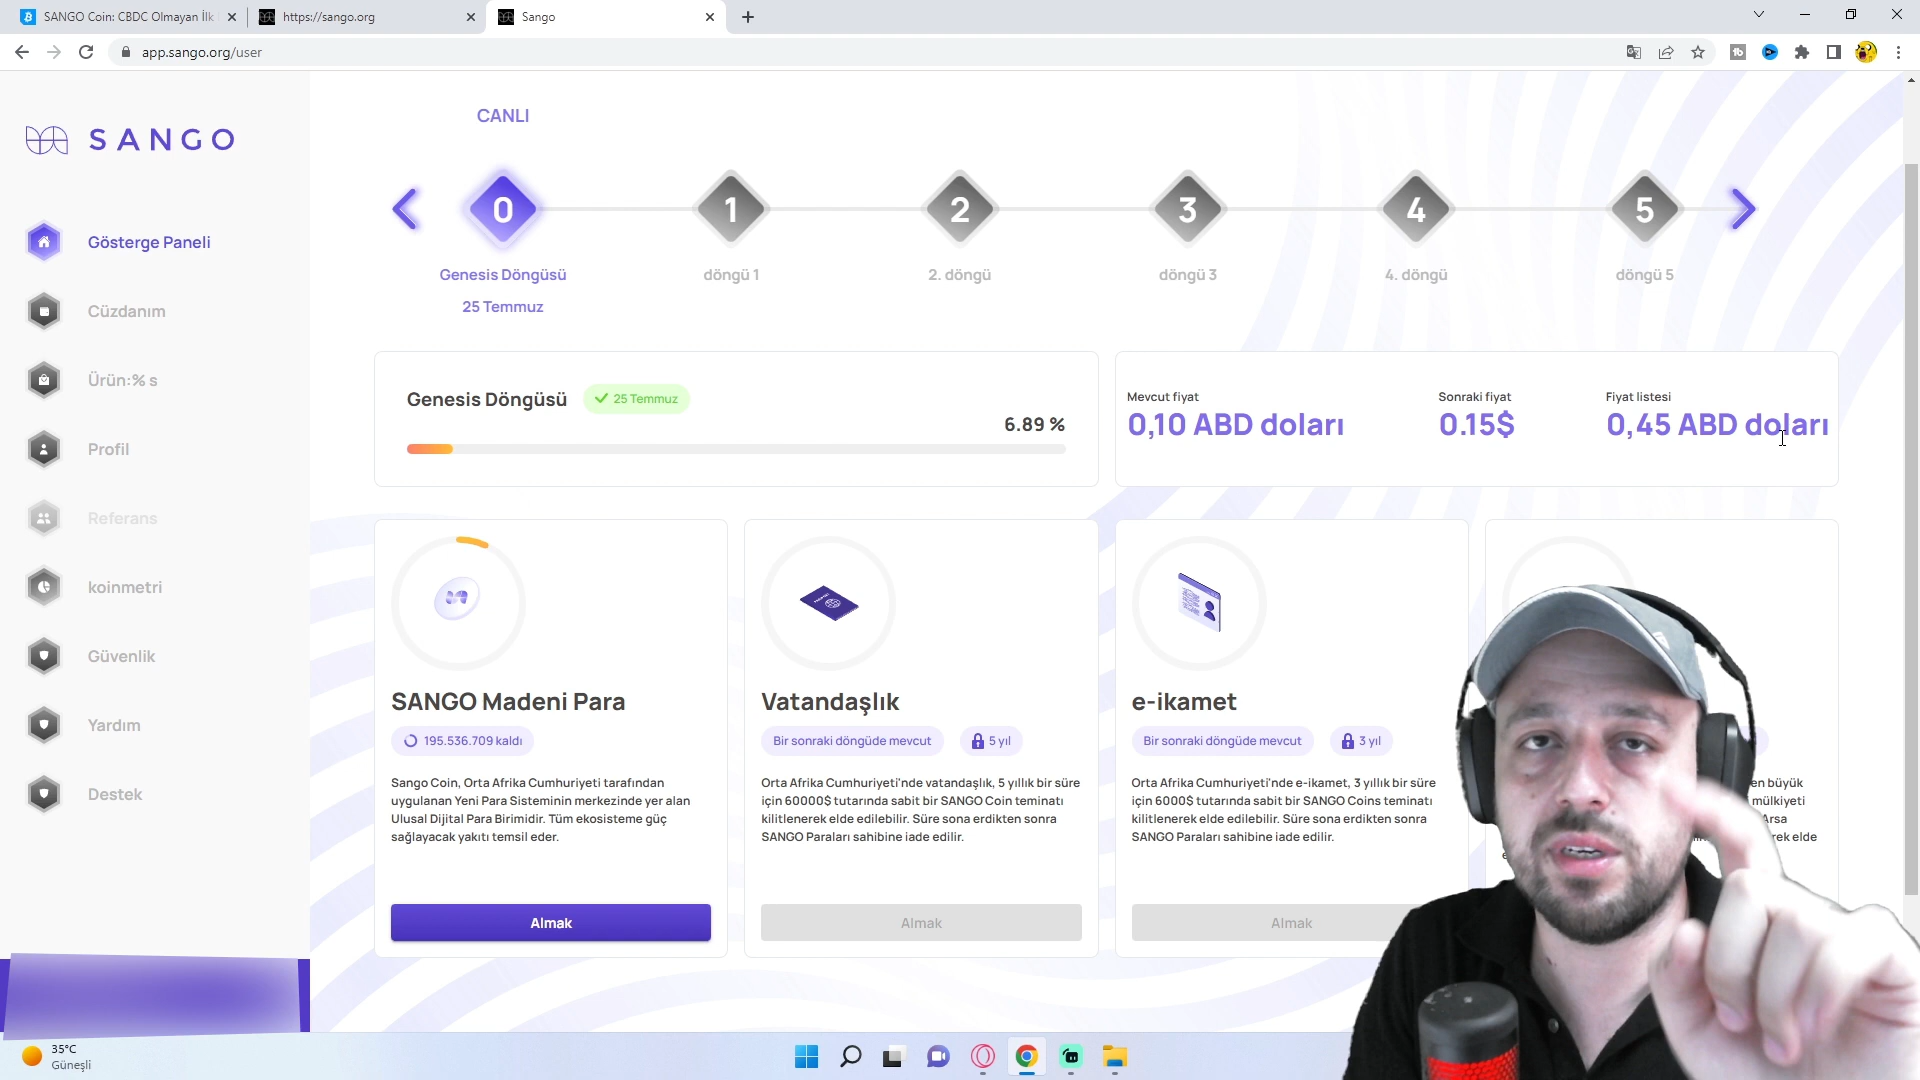 SANGO Coin: CBDC Olmayan İlk
https://sango.org
Sango
app.sango.org/user
SANGO
Gösterge Paneli
Cüzdanım
Ürün:% s
Profil
Referans
koinmetri
Güvenlik
Yardım
Destek
CANLI
0
1
2
3
4
5
Genesis Döngüsü
döngü 1
2. döngü
döngü 3
4. döngü
döngü 5
25 Temmuz
Genesis Döngüsü
25 Temmuz
6.89 %
Mevcut fiyat
0,10 ABD doları
Sonraki fiyat
0.15$
Fiyat listesi
0,45 ABD doları
SANGO Madeni Para
195.536.709 kaldı
Sango Coin, Orta Afrika Cumhuriyeti tarafından
uygulanan Yeni Para Sisteminin merkezinde yer alan
Ulusal Dijital Para Birimidir. Tüm ekosisteme güç
sağlayacak yakıtı temsil eder.
Almak
Vatandaşlık
Bir sonraki döngüde mevcut
5 yıl
Orta Afrika Cumhuriyeti'nde vatandaşlık, 5 yıllık bir süre
için 60000$ tutarında sabit bir SANGO Coin teminatı
kilitlenerek elde edilebilir. Süre sona erdikten sonra
SANGO Paraları sahibine iade edilir.
Almak
e-ikamet
Bir sonraki döngüde mevcut
3 yıl
Orta Afrika Cumhuriyeti'nde e-ikamet, 3 yıllık bir süre
için 6000$ tutarında sabit bir SANGO Coins teminatı
kilitlenerek elde edilebilir. Süre sona erdikten sonra
SANGO Paraları sahibine iade edilir.
Almak
en büyük
mülkiyeti
Arsa
rek elde
35°C
Güneşli